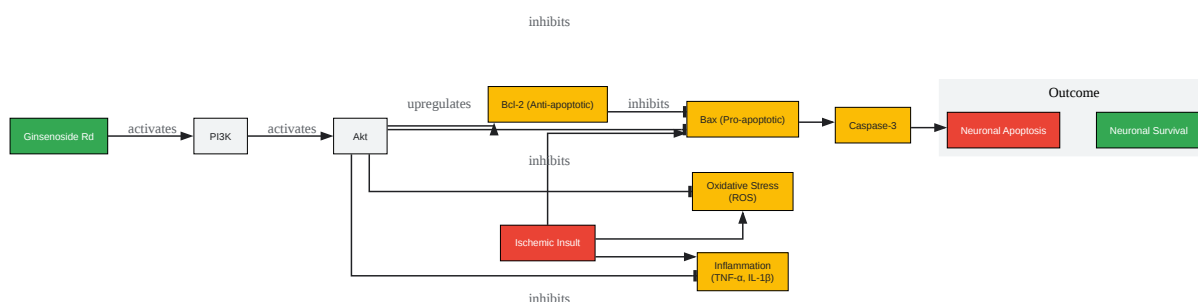 inhibits
Outcome
upregulates
Bcl-2 (Anti-apoptotic)
inhibits
Bax (Pro-apoptotic)
Caspase-3
Ginsenoside Rd
activates
PI3K
activates
Akt
Neuronal Apoptosis
Neuronal Survival
inhibits
Oxidative Stress
(ROS)
Ischemic Insult
Inflammation
(TNF-α, IL-1β)
inhibits